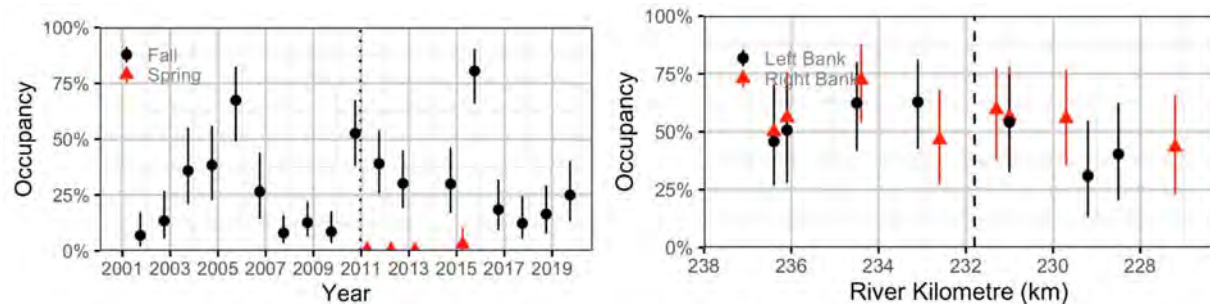 100%
75%
50%
25%
0%
Occupancy
Fall
Spring
2001 2003 2005 2007 2009 2011 2013 2015 2017 2019
Year
100%
75%
50%
25%
0%
Occupancy
Left Bank
Right Bank
238 236 234 232 230 228
River Kilometre (km)